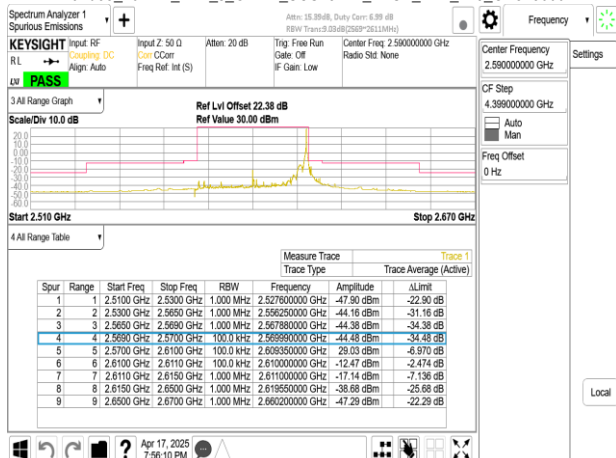 Spectrum Analyzer 1
Spurious Emissions
Attn: 15.39dB, Duty Corr: 6.99 dB
RBW Trans:9.03dB(2569~2611MHz)
Frequency
KEYSIGHT Input: RF
RL
Coupling: DC
Align: Auto
LXI PASS
Input Z: 50 Ω
Corr CCorr
Freq Ref: Int (S)
Atten: 20 dB
Trig: Free Run
Gate: Off
IF Gain: Low
Center Freq: 2.590000000 GHz
Radio Std: None
Center Frequency
2.590000000 GHz
Settings
CF Step
4.399000000 GHz
Auto
Man
Freq Offset
0 Hz
3 All Range Graph
Scale/Div 10.0 dB
Ref Lvl Offset 22.38 dB
Ref Value 30.00 dBm
20.0
10.0
0.00
-10.0
-20.0
-30.0
-40.0
-50.0
-60.0
Start 2.510 GHz Stop 2.670 GHz
4 All Range Table
Measure Trace Trace 1
Trace Type Trace Average (Active)
Spur Range Start Freq Stop Freq RBW Frequency Amplitude ΔLimit
1 1 2.5100 GHz 2.5300 GHz 1.000 MHz 2.527600000 GHz -47.90 dBm -22.90 dB
2 2 2.5300 GHz 2.5650 GHz 1.000 MHz 2.556250000 GHz -44.16 dBm -31.16 dB
3 3 2.5650 GHz 2.5690 GHz 1.000 MHz 2.567880000 GHz -44.38 dBm -34.38 dB
4 4 2.5690 GHz 2.5700 GHz 100.0 kHz 2.569990000 GHz -44.48 dBm -34.48 dB
5 5 2.5700 GHz 2.6100 GHz 100.0 kHz 2.609350000 GHz 29.03 dBm -6.970 dB
6 6 2.6100 GHz 2.6110 GHz 100.0 kHz 2.610000000 GHz -12.47 dBm -2.474 dB
7 7 2.6110 GHz 2.6150 GHz 1.000 MHz 2.611000000 GHz -17.14 dBm -7.136 dB
8 8 2.6150 GHz 2.6500 GHz 1.000 MHz 2.619550000 GHz -38.68 dBm -25.68 dB
9 9 2.6500 GHz 2.6700 GHz 1.000 MHz 2.660200000 GHz -47.29 dBm -22.29 dB
Local
?
Apr 17, 2025
7:56:10 PM